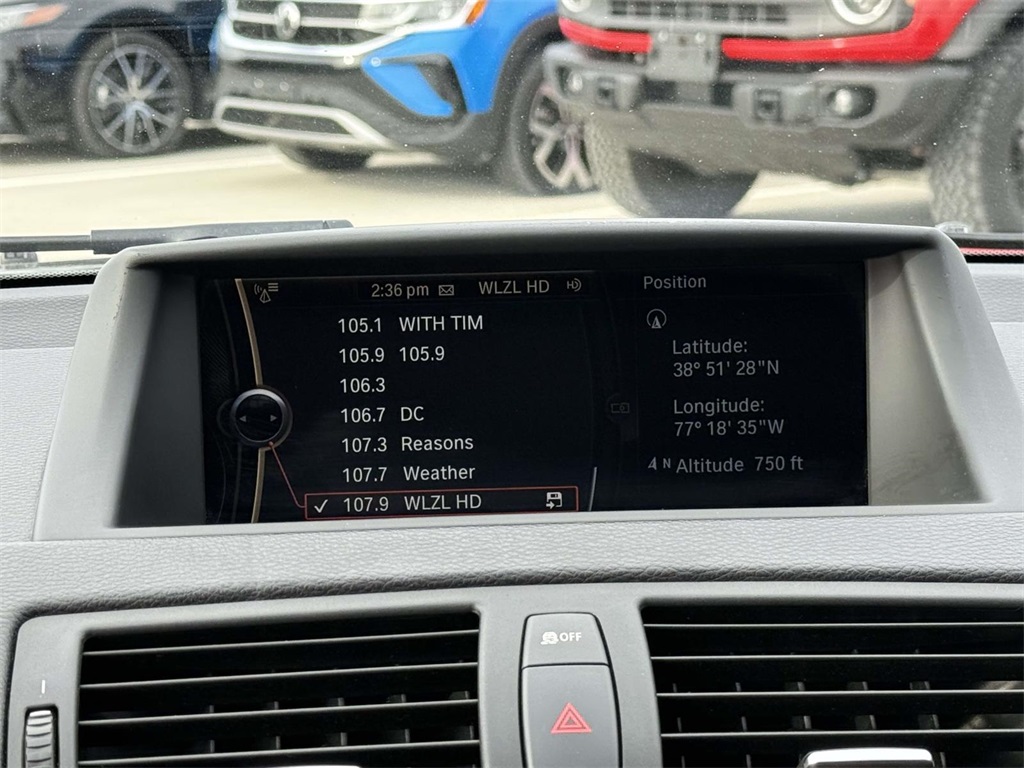 2:36 pm WLZL HD HD
105.1 WITH TIM
105.9 105.9
106.3
106.7 DC
107.3 Reasons
107.7 Weather
✓ 107.9 WLZL HD
Position
Latitude:
38° 51' 28"N
Longitude:
77° 18' 35"W
N Altitude 750 ft
OFF